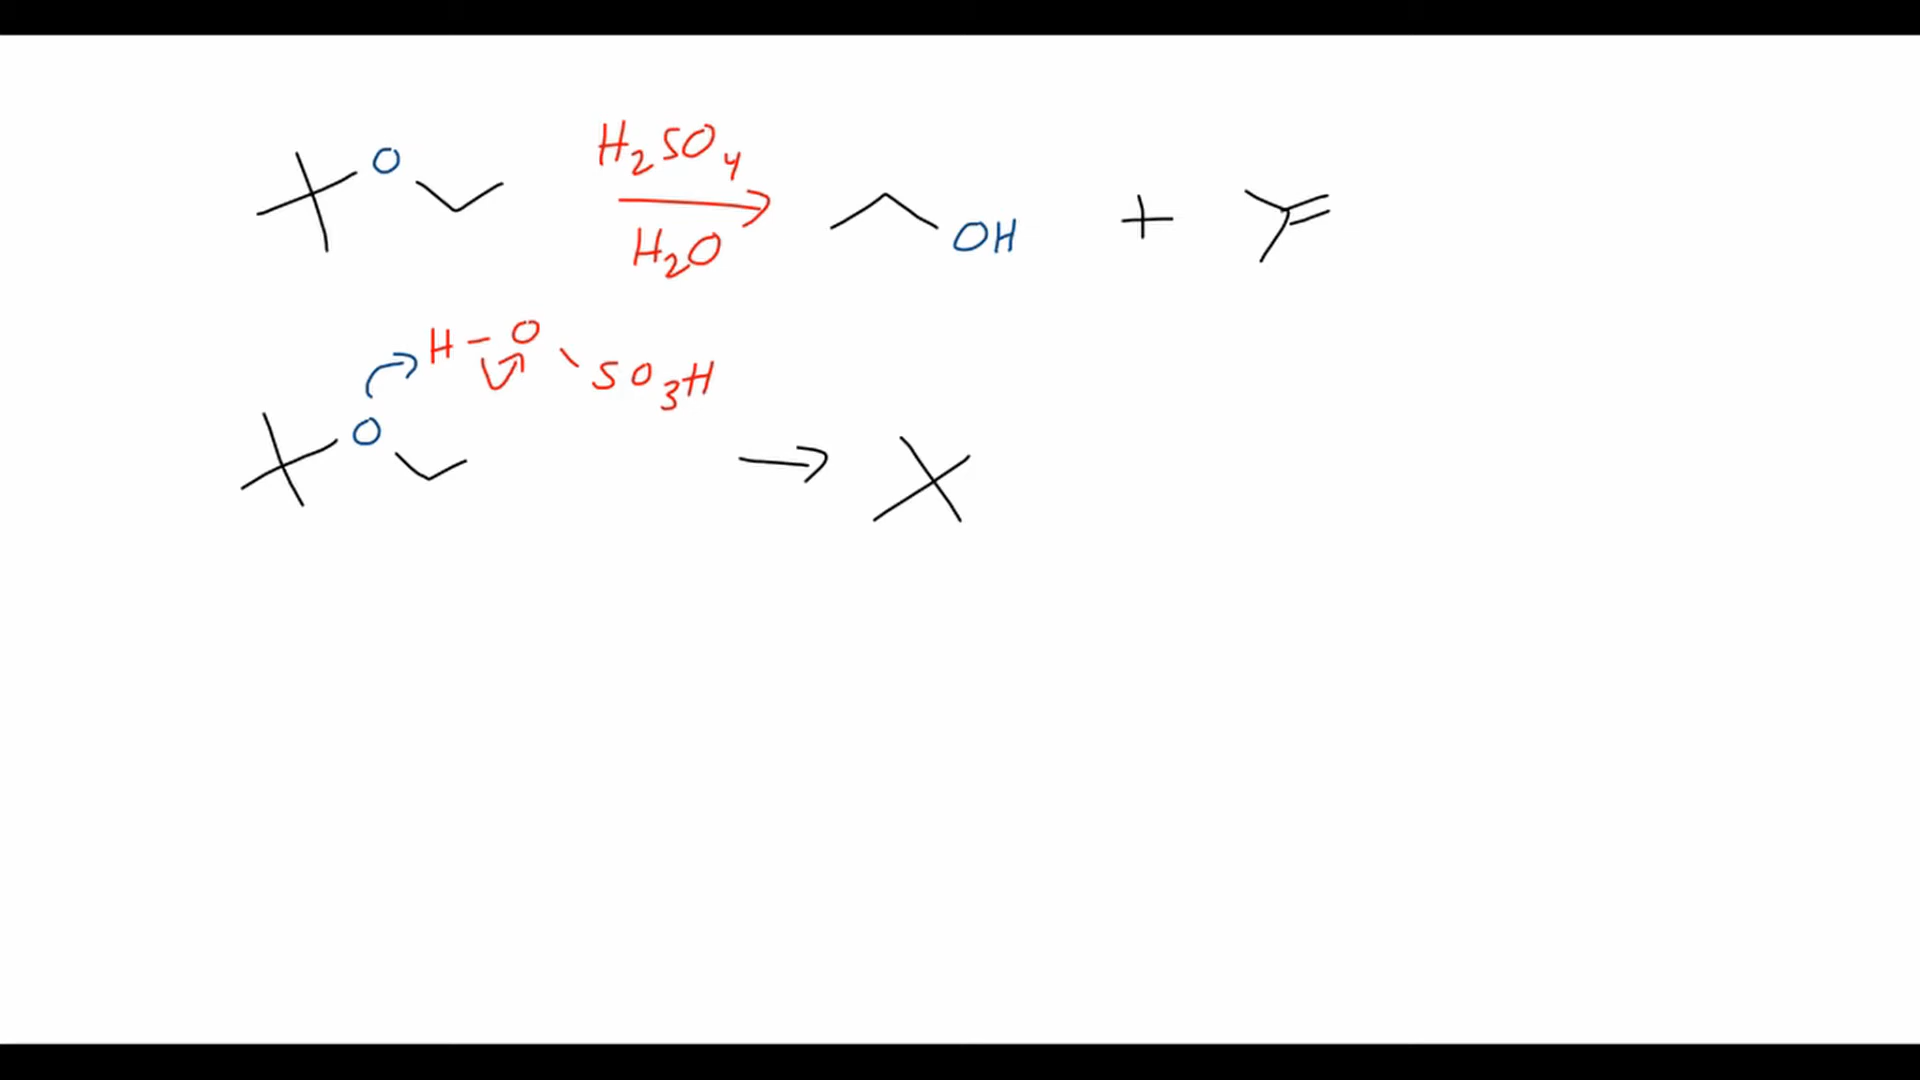 O H₂SO₄
H₂O OH +
H - O
SO₃H
O